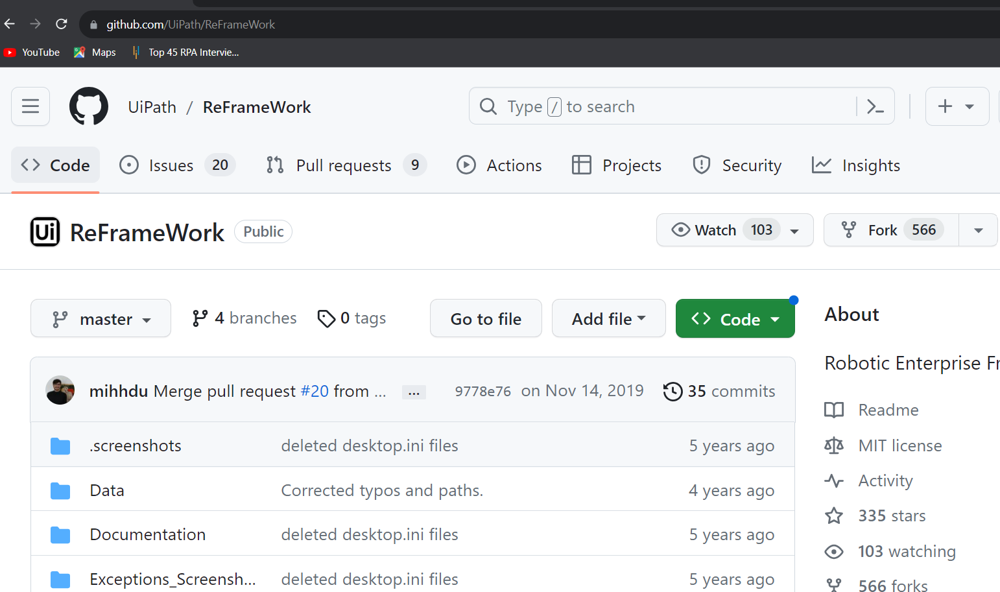 github.com/UiPath/ReFrameWork
YouTube Maps Top 45 RPA Intervie...
UiPath / ReFrameWork Type / to search
Code Issues 20 Pull requests 9 Actions Projects Security Insights
Ui ReFrameWork Public Watch 103 Fork 566
master 4 branches 0 tags Go to file Add file Code
mihhdu Merge pull request #20 from ... ... 9778e76 on Nov 14, 2019 35 commits
.screenshots deleted desktop.ini files 5 years ago
Data Corrected typos and paths. 4 years ago
Documentation deleted desktop.ini files 5 years ago
Exceptions_Screensh... deleted desktop.ini files 5 years ago
About
Robotic Enterprise Fr
Readme
MIT license
Activity
335 stars
103 watching
566 forks